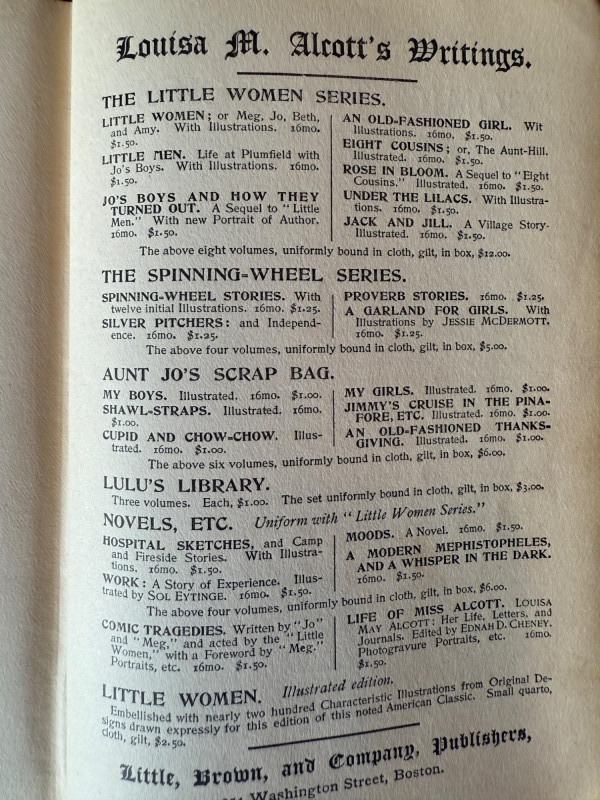 Louisa M. Alcott's Writings.
THE LITTLE WOMEN SERIES.
LITTLE WOMEN; or Meg, Jo, Beth,
and Amy. With Illustrations. 16mo.
$1.50.
LITTLE MEN. Life at Plumfield with
Jo's Boys. With Illustrations. 16mo.
$1.50.
JO'S BOYS AND HOW THEY
TURNED OUT. A Sequel to "Little
Men." With new Portrait of Author.
16mo. $1.50.
AN OLD-FASHIONED GIRL. Wit
Illustrations. 16mo. $1.50.
EIGHT COUSINS; or, The Aunt-Hill.
Illustrated. 16mo. $1.50.
ROSE IN BLOOM. A Sequel to "Eight
Cousins." Illustrated. 16mo. $1.50.
UNDER THE LILACS. With Illustra-
tions. 16mo. $1.50.
JACK AND JILL. A Village Story.
Illustrated. 16mo. $1.50.
The above eight volumes, uniformly bound in cloth, gilt, in box, $12.00.
THE SPINNING-WHEEL SERIES.
SPINNING-WHEEL STORIES. With
twelve initial Illustrations. 16mo. $1.25.
SILVER PITCHERS: and Independ-
ence. 16mo. $1.25.
PROVERB STORIES. 16mo. $1.25.
A GARLAND FOR GIRLS. With
Illustrations by JESSIE MCDERMOTT.
16mo. $1.25.
The above four volumes, uniformly bound in cloth, gilt, in box, $5.00.
AUNT JO'S SCRAP BAG.
MY BOYS. Illustrated. 16mo. $1.00.
SHAWL-STRAPS. Illustrated. 16mo.
$1.00.
CUPID AND CHOW-CHOW. Illus-
trated. 16mo. $1.00.
MY GIRLS. Illustrated. 16mo. $1.00.
JIMMY'S CRUISE IN THE PINA-
FORE, ETC. Illustrated. 16mo. $1.00.
AN OLD-FASHIONED THANKS-
GIVING. Illustrated. 16mo. $1.00.
The above six volumes, uniformly bound in cloth, gilt, in box, $6.00.
LULU'S LIBRARY.
Three volumes. Each, $1.00. The set uniformly bound in cloth, gilt, in box, $3.00.
NOVELS, ETC. Uniform with "Little Women Series."
HOSPITAL SKETCHES, and Camp
and Fireside Stories. With Illustra-
tions. 16mo. $1.50.
WORK: A Story of Experience. Illus-
trated by SOL EYTINGE. 16mo. $1.50.
MOODS. A Novel. 16mo. $1.50.
A MODERN MEPHISTOPHELES,
AND A WHISPER IN THE DARK.
16mo. $1.50.
The above four volumes, uniformly bound in cloth, gilt, in box, $6.00.
COMIC TRAGEDIES. Written by "Jo"
and "Meg," and acted by the "Little
Women," with a Foreword by "Meg."
Portraits, etc. 16mo. $1.50.
LIFE OF MISS ALCOTT. LOUISA
MAY ALCOTT: Her Life, Letters, and
Journals. Edited by EDNAH D. CHENEY.
Photogravure Portraits, etc. 16mo.
$1.50.
LITTLE WOMEN. Illustrated edition.
Embellished with nearly two hundred Characteristic Illustrations from Original De-
signs drawn expressly for this edition of this noted American Classic. Small quarto,
cloth, gilt, $2.50.
Little, Brown, and Company, Publishers,
Washington Street, Boston.